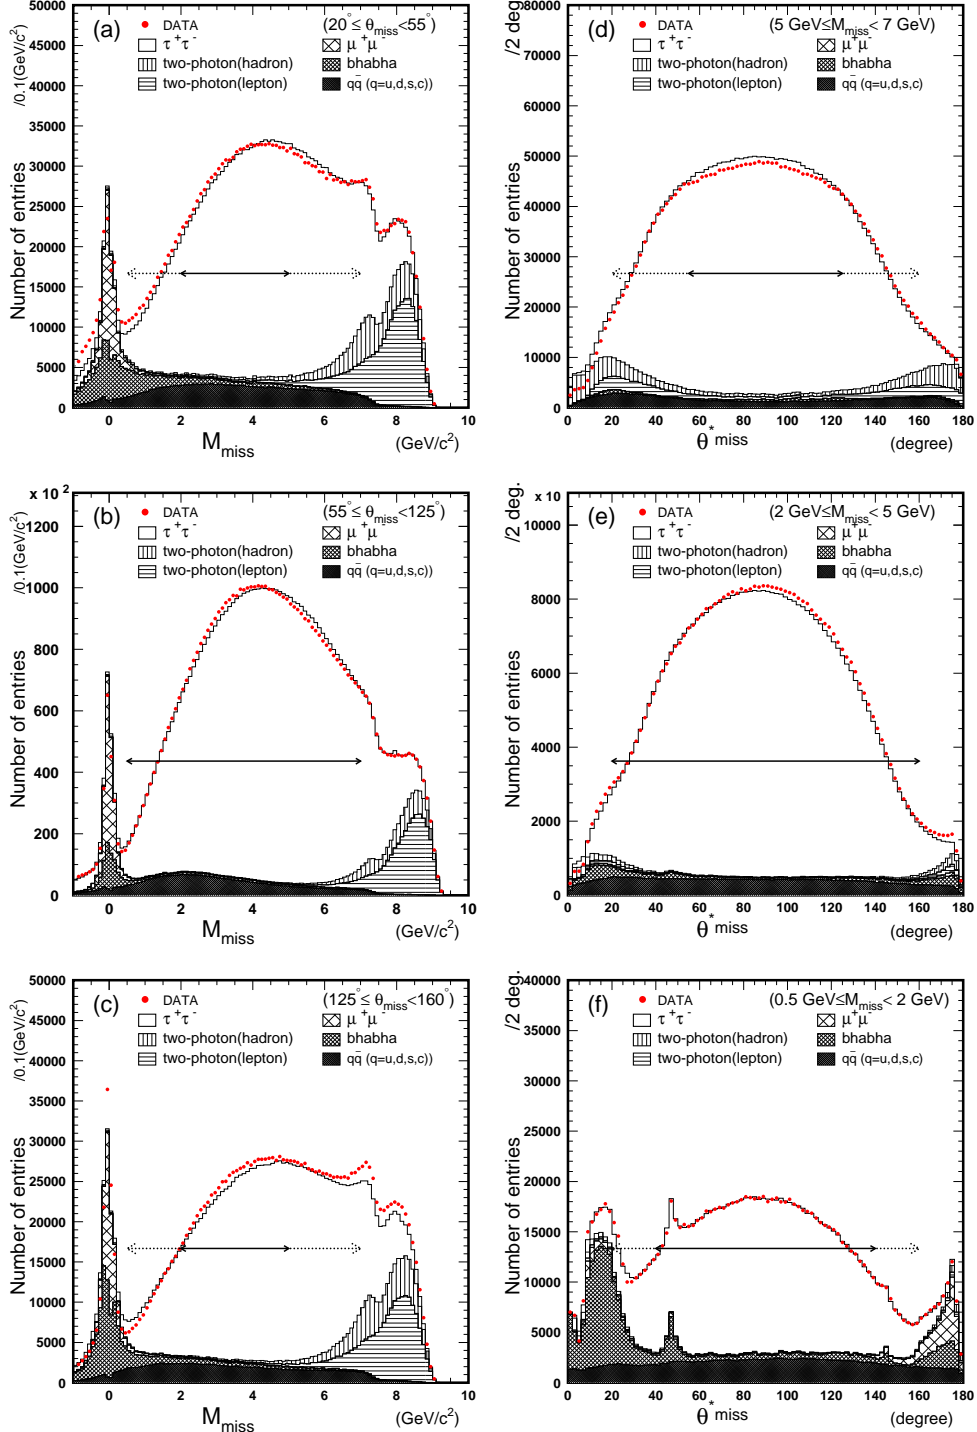 (a)
(20° ≤ θmiss<55°)
DATA
τ⁺τ⁻
μ⁺μ⁻
two-photon(hadron)
bhabha
two-photon(lepton)
qq̄ (q=u,d,s,c))
Number of entries /0.1(GeV/c²)
50000
45000
40000
35000
30000
25000
20000
15000
10000
5000
0
0 2 4 6 8 10
Mmiss (GeV/c²)
(d)
(5 GeV≤Mmiss< 7 GeV)
DATA
τ⁺τ⁻
μ⁺μ⁻
two-photon(hadron)
bhabha
two-photon(lepton)
qq̄ (q=u,d,s,c)
Number of entries /2 deg.
80000
70000
60000
50000
40000
30000
20000
10000
0
0 20 40 60 80 100 120 140 160 180
θ*miss (degree)
x 10²
(b)
(55° ≤ θmiss<125°)
DATA
τ⁺τ⁻
μ⁺μ⁻
two-photon(hadron)
bhabha
two-photon(lepton)
qq̄ (q=u,d,s,c))
Number of entries /0.1(GeV/c²)
1200
1000
800
600
400
200
0
0 2 4 6 8 10
Mmiss (GeV/c²)
x 10
(e)
(2 GeV≤Mmiss< 5 GeV)
DATA
τ⁺τ⁻
μ⁺μ⁻
two-photon(hadron)
bhabha
two-photon(lepton)
qq̄ (q=u,d,s,c)
Number of entries /2 deg.
10000
8000
6000
4000
2000
0
0 20 40 60 80 100 120 140 160 180
θ*miss (degree)
(c)
(125° ≤ θmiss<160°)
DATA
τ⁺τ⁻
μ⁺μ⁻
two-photon(hadron)
bhabha
two-photon(lepton)
qq̄ (q=u,d,s,c))
Number of entries /0.1(GeV/c²)
50000
45000
40000
35000
30000
25000
20000
15000
10000
5000
0
0 2 4 6 8 10
Mmiss (GeV/c²)
(f)
(0.5 GeV≤Mmiss< 2 GeV)
DATA
τ⁺τ⁻
μ⁺μ⁻
two-photon(hadron)
bhabha
two-photon(lepton)
qq̄ (q=u,d,s,c)
Number of entries /2 deg.
40000
35000
30000
25000
20000
15000
10000
5000
0
0 20 40 60 80 100 120 140 160 180
θ*miss (degree)